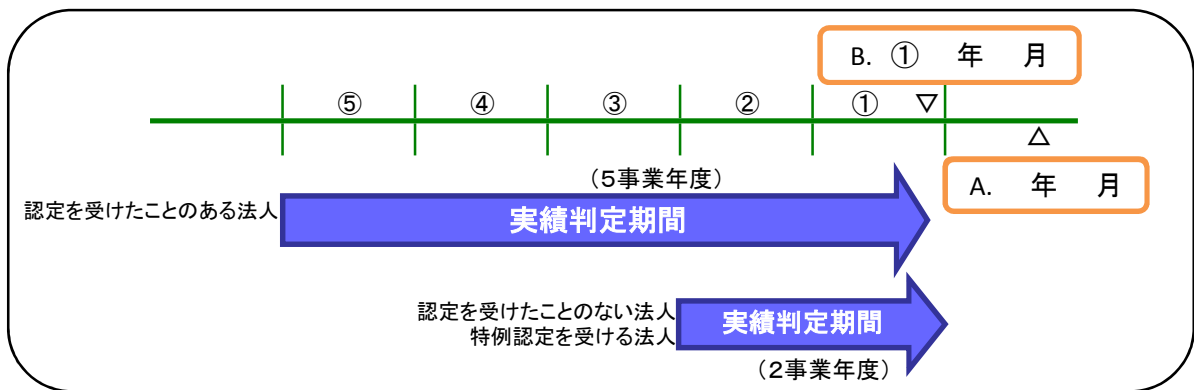 B. ① 年 月
⑤ ④ ③ ② ① ▽
△
(5事業年度)
A. 年 月
認定を受けたことのある法人
実績判定期間
認定を受けたことのない法人
特例認定を受ける法人
実績判定期間
(2事業年度)